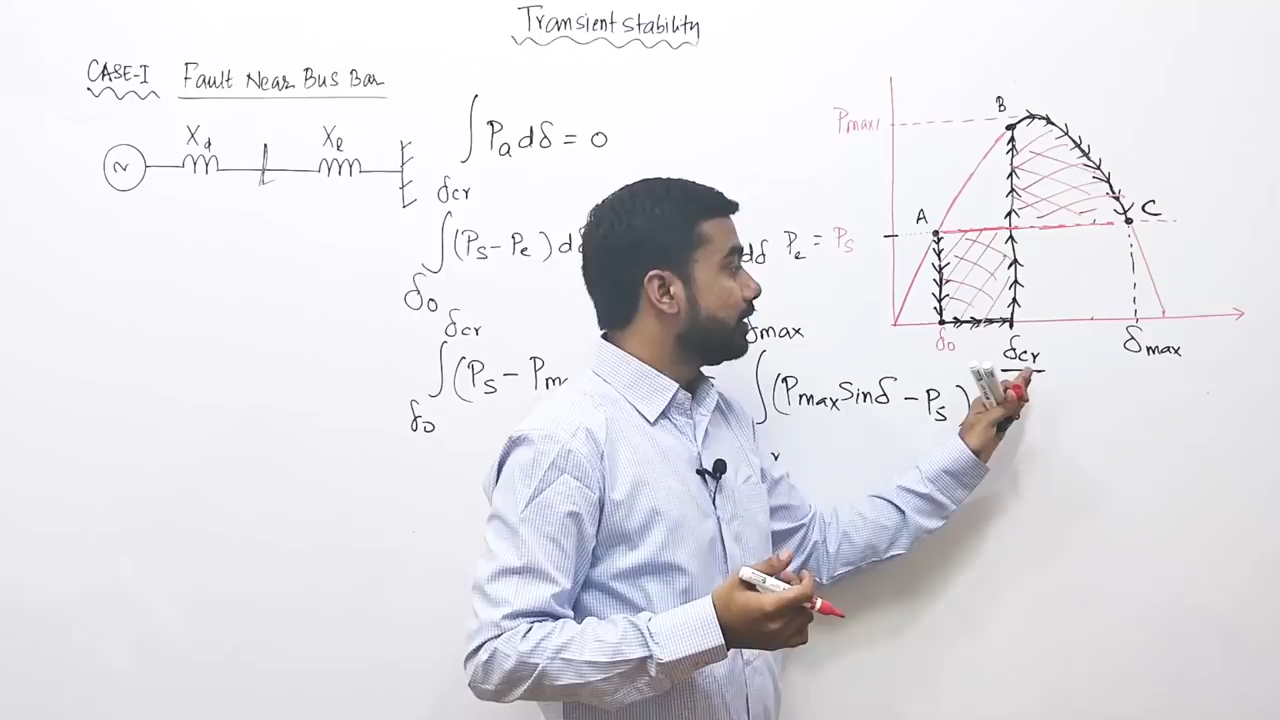 Transient stability
CASE-I Fault Near Bus Bar
Xd Xe
~
∫ Pa dδ = 0
δcr
∫ (Ps - Pe) d
δ0
dδ Pe = Ps
δcr
∫ (Ps - Pm
δ0
δmax
∫ (Pmax Sinδ - Ps)
Pmax1
A
B
C
δ0
δcr
δmax